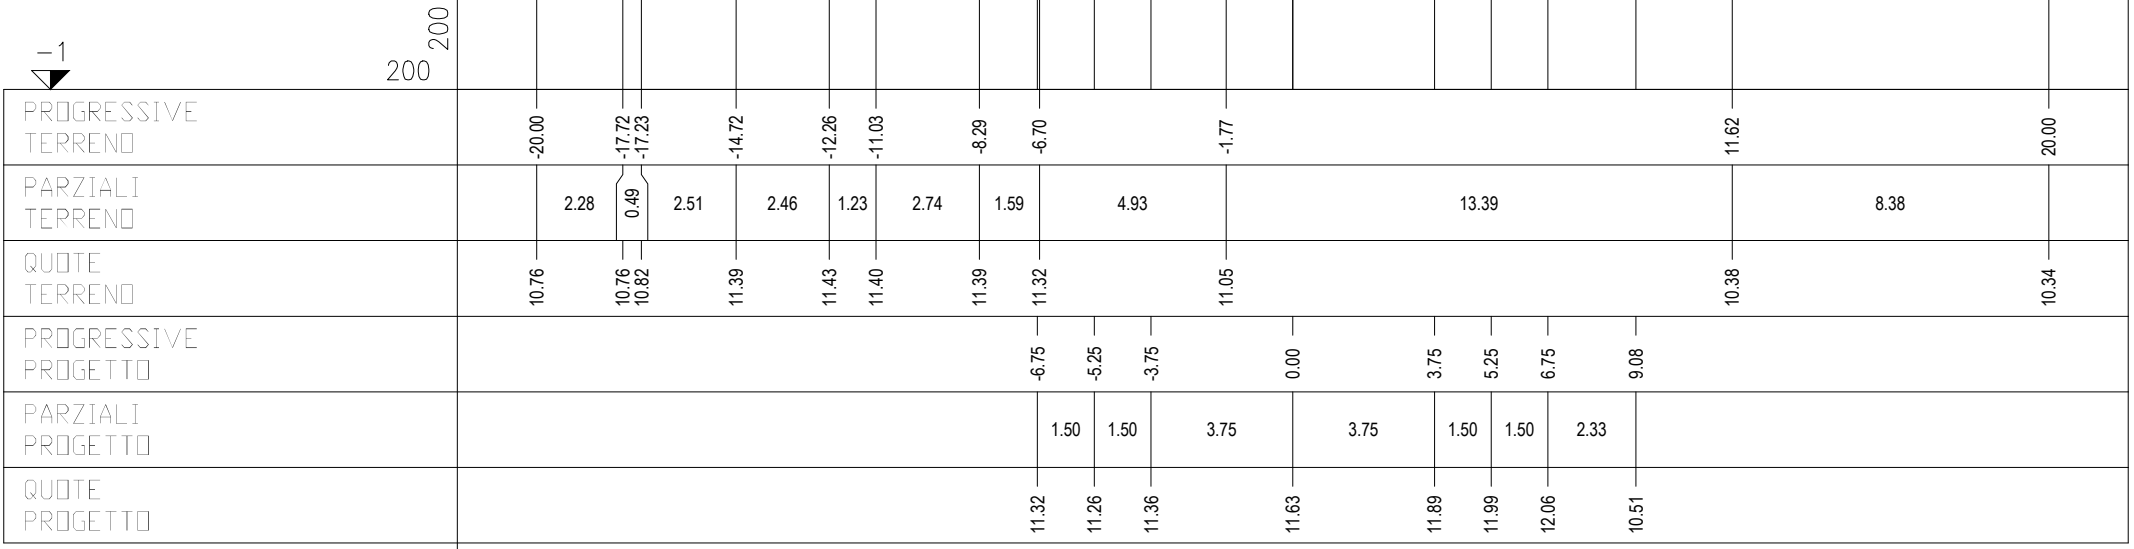 200
-1
200
PROGRESSIVE
TERRENO
-20.00 -17.72 -17.23 -14.72 -12.26 -11.03 -8.29 -6.70 -1.77 11.62 20.00
PARZIALI
TERRENO
2.28 0.49 2.51 2.46 1.23 2.74 1.59 4.93 13.39 8.38
QUOTE
TERRENO
10.76 10.76 10.82 11.39 11.43 11.40 11.39 11.32 11.05 10.38 10.34
PROGRESSIVE
PROGETTO
-6.75 -5.25 -3.75 0.00 3.75 5.25 6.75 9.08
PARZIALI
PROGETTO
1.50 1.50 3.75 3.75 1.50 1.50 2.33
QUOTE
PROGETTO
11.32 11.26 11.36 11.63 11.89 11.99 12.06 10.51